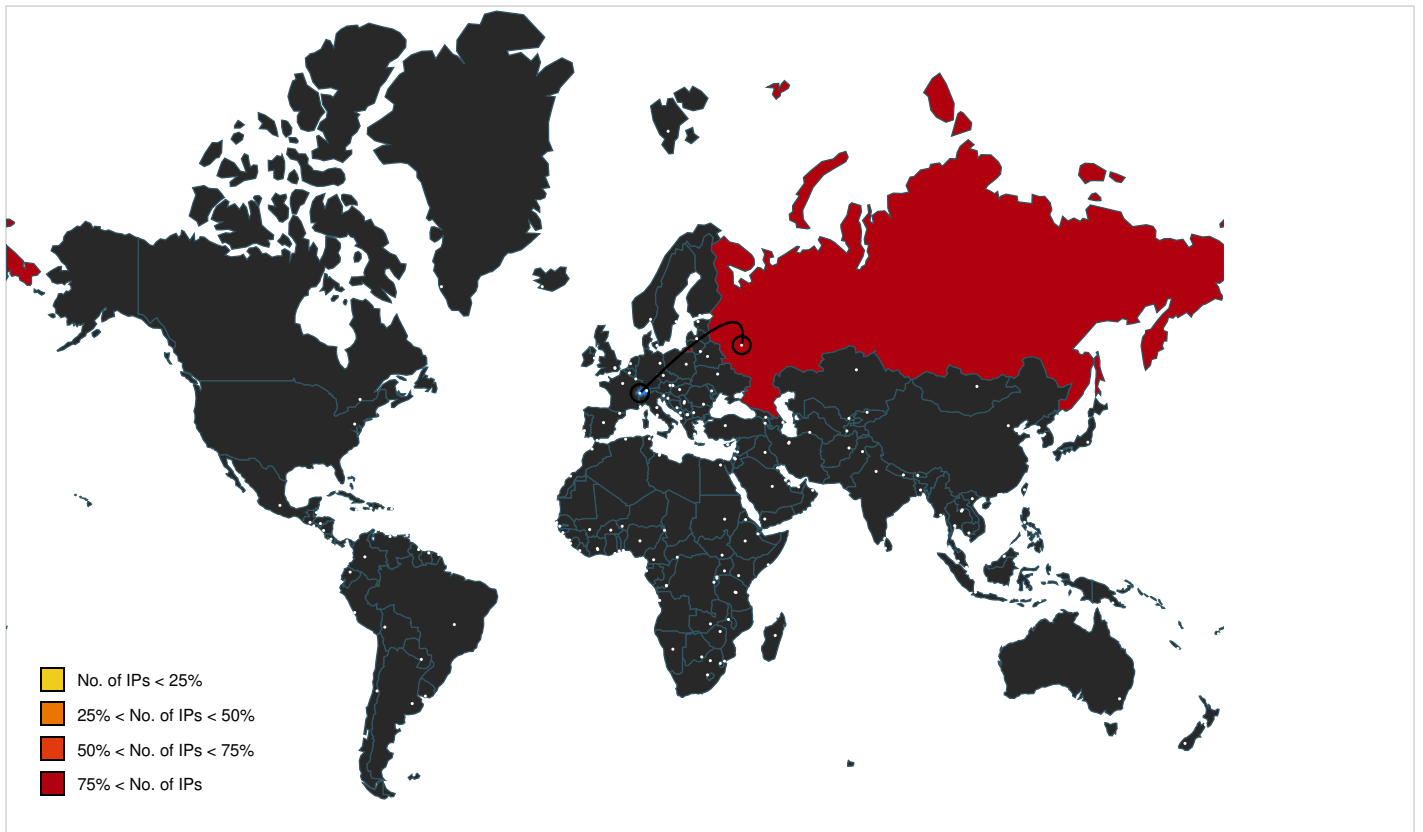 No. of IPs < 25%
25% < No. of IPs < 50%
50% < No. of IPs < 75%
75% < No. of IPs